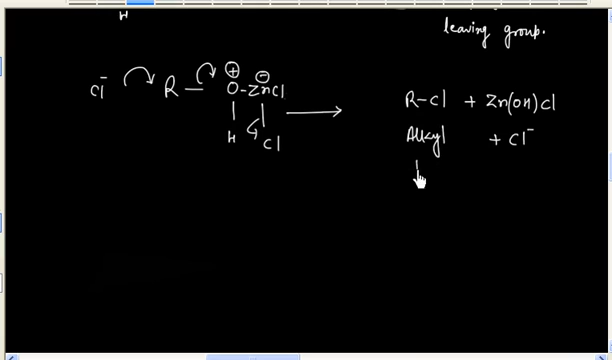 H
leaving group.
Cl⁻ R — O⊕-Zn⊖Cl ⟶ R-Cl + Zn(OH)Cl
H Cl Alkyl + Cl⁻